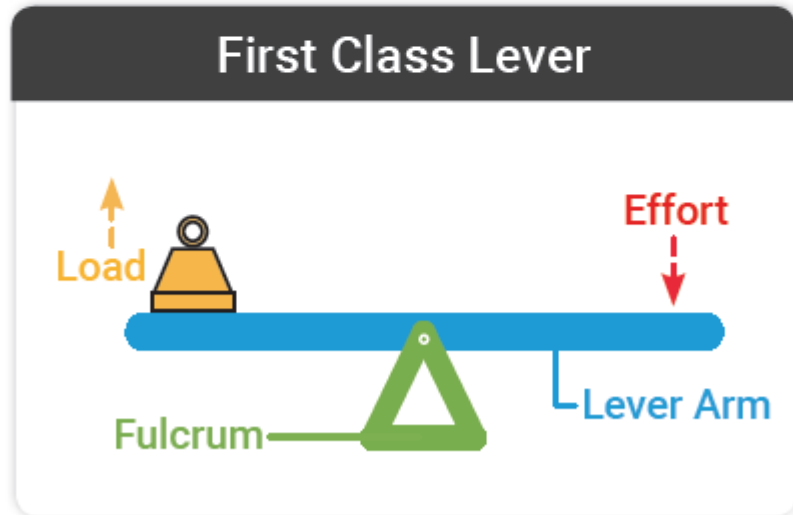 First Class Lever
Effort
Load
Lever Arm
Fulcrum